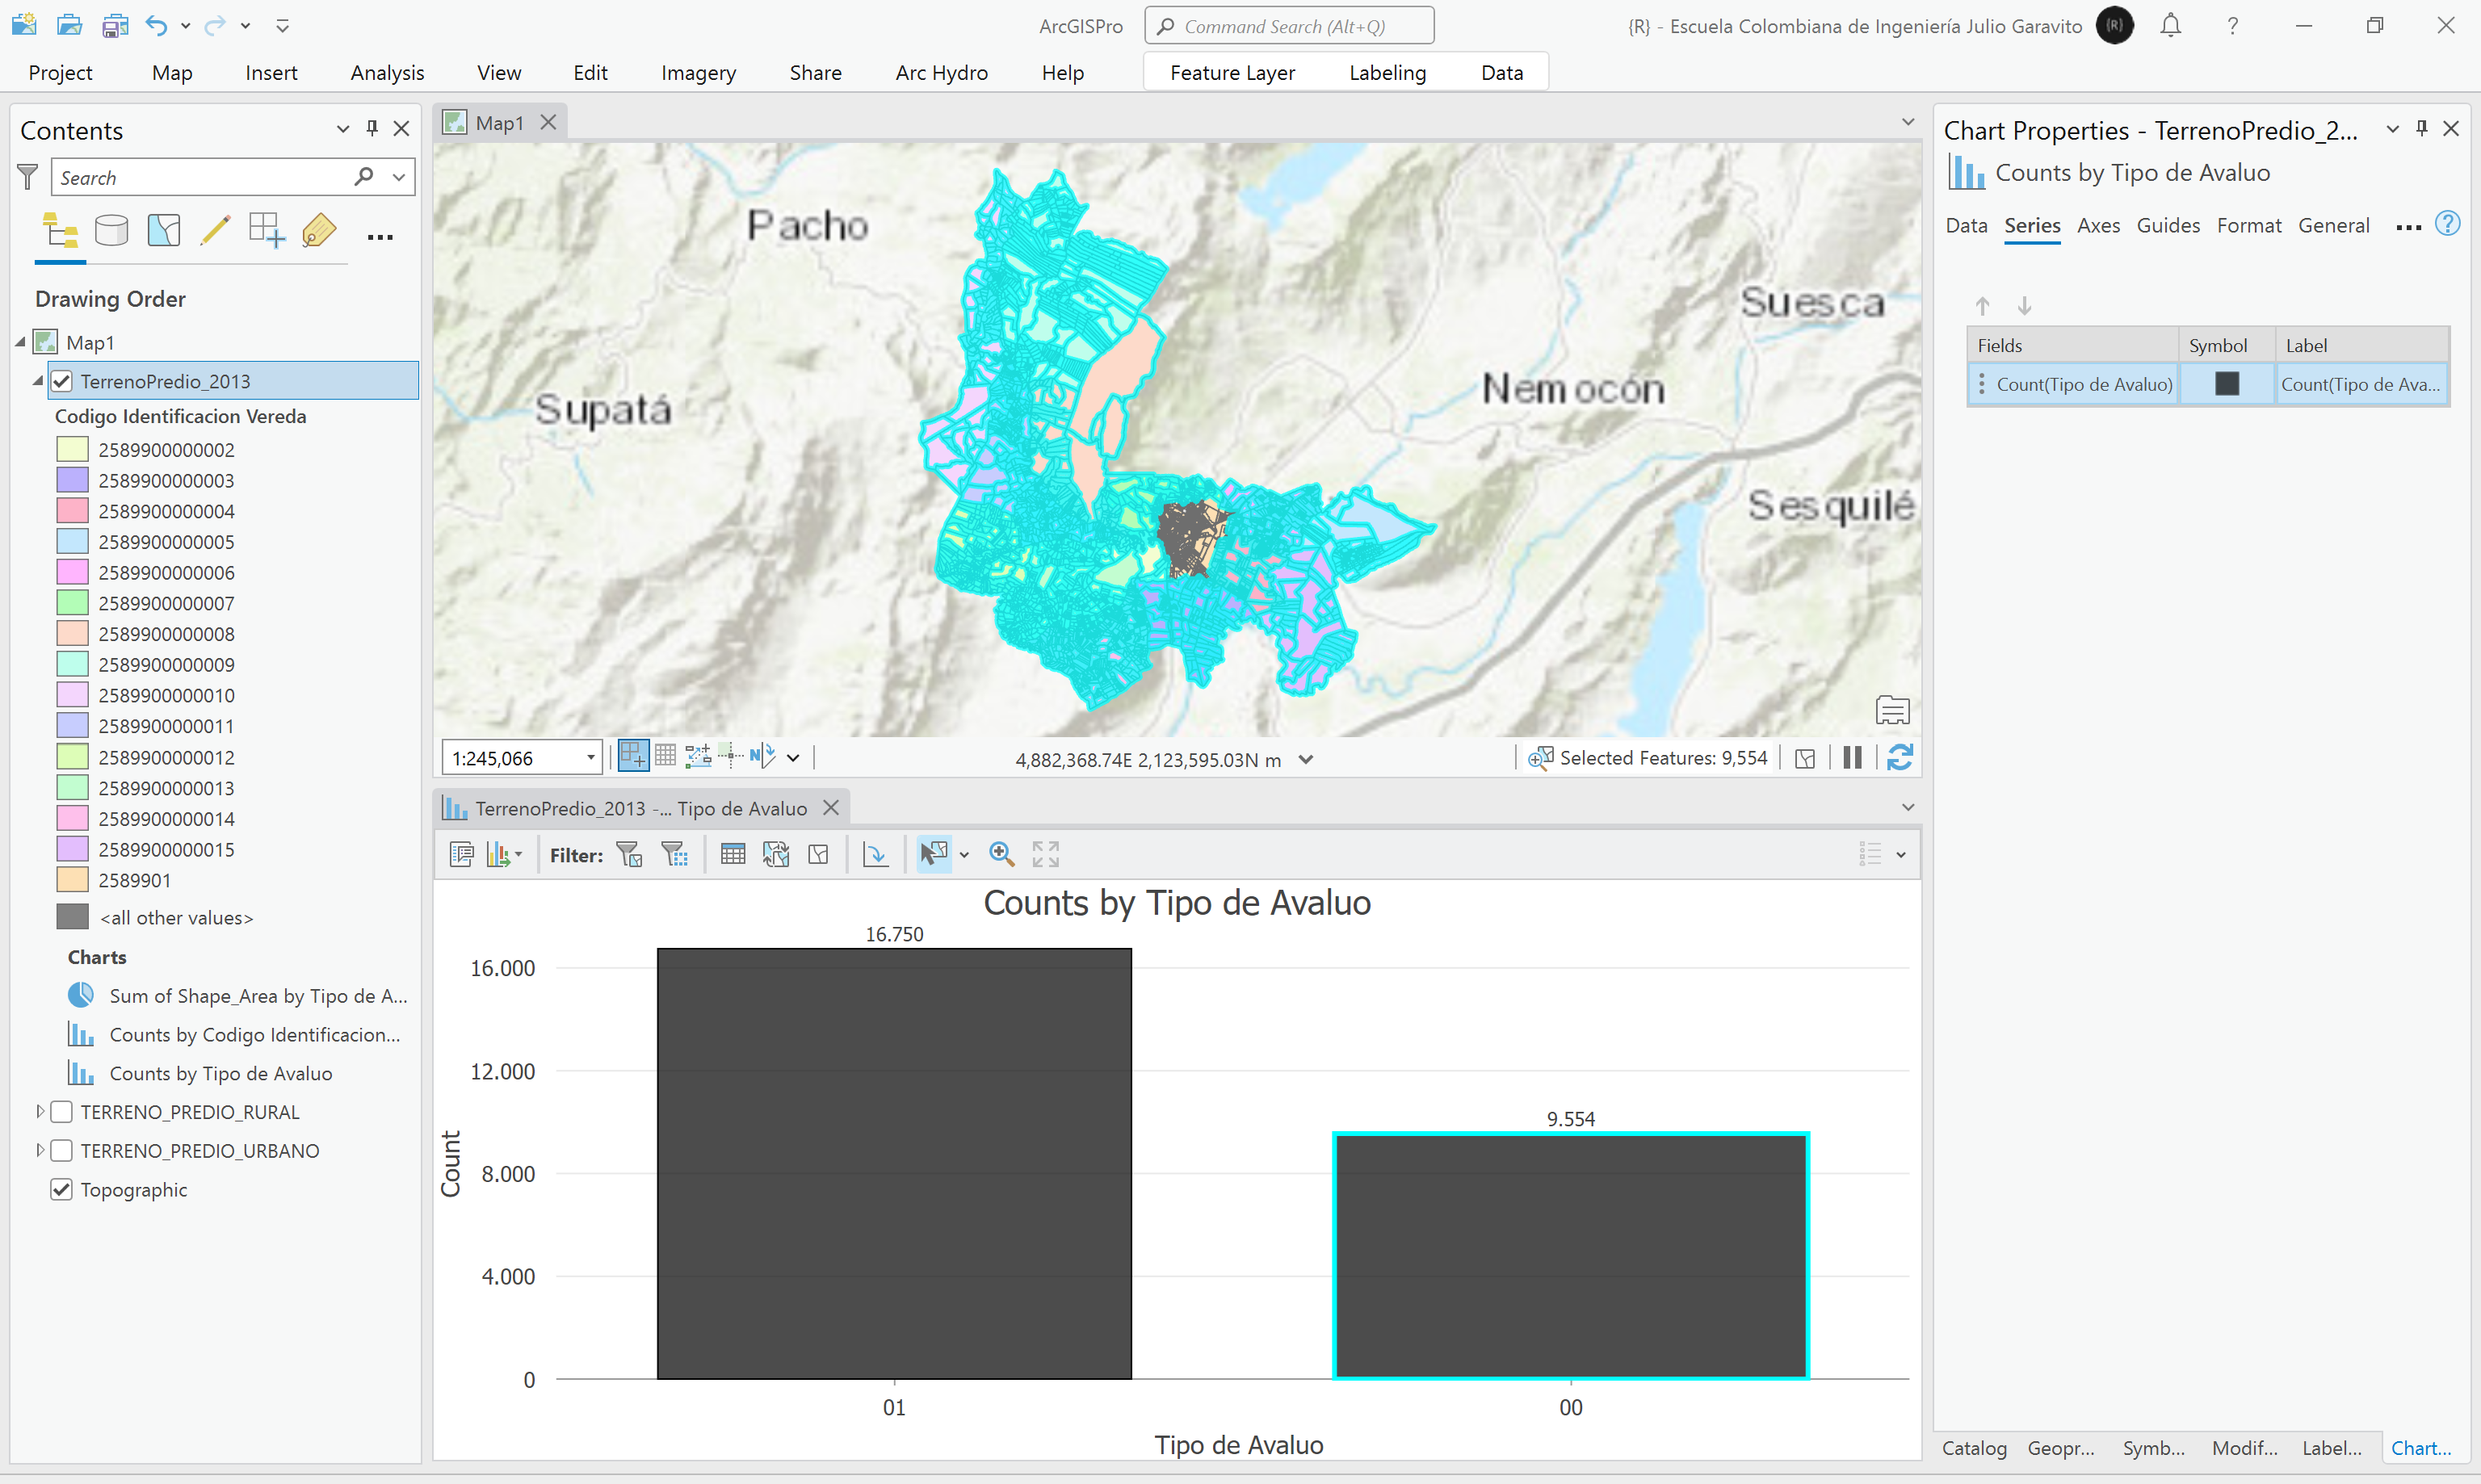 ArcGISPro
Command Search (Alt+Q)
{R} - Escuela Colombiana de Ingeniería Julio Garavito
{R}
?
Project
Map
Insert
Analysis
View
Edit
Imagery
Share
Arc Hydro
Help
Feature Layer
Labeling
Data
Contents
Search
Drawing Order
Map1
TerrenoPredio_2013
Codigo Identificacion Vereda
2589900000002
2589900000003
2589900000004
2589900000005
2589900000006
2589900000007
2589900000008
2589900000009
2589900000010
2589900000011
2589900000012
2589900000013
2589900000014
2589900000015
2589901
<all other values>
Charts
Sum of Shape_Area by Tipo de A...
Counts by Codigo Identificacion...
Counts by Tipo de Avaluo
TERRENO_PREDIO_RURAL
TERRENO_PREDIO_URBANO
Topographic
Map1
Pacho
Supatá
Nemocón
Suesca
Sesquilé
1:245,066
N
4,882,368.74E 2,123,595.03N m
Selected Features: 9,554
TerrenoPredio_2013 -... Tipo de Avaluo
Filter:
Counts by Tipo de Avaluo
16.750
9.554
16.000
12.000
8.000
4.000
0
Count
01
00
Tipo de Avaluo
Chart Properties - TerrenoPredio_2...
Counts by Tipo de Avaluo
Data
Series
Axes
Guides
Format
General
...
?
Fields
Symbol
Label
Count(Tipo de Avaluo)
Count(Tipo de Ava...
Catalog
Geopr...
Symb...
Modif...
Label...
Chart...